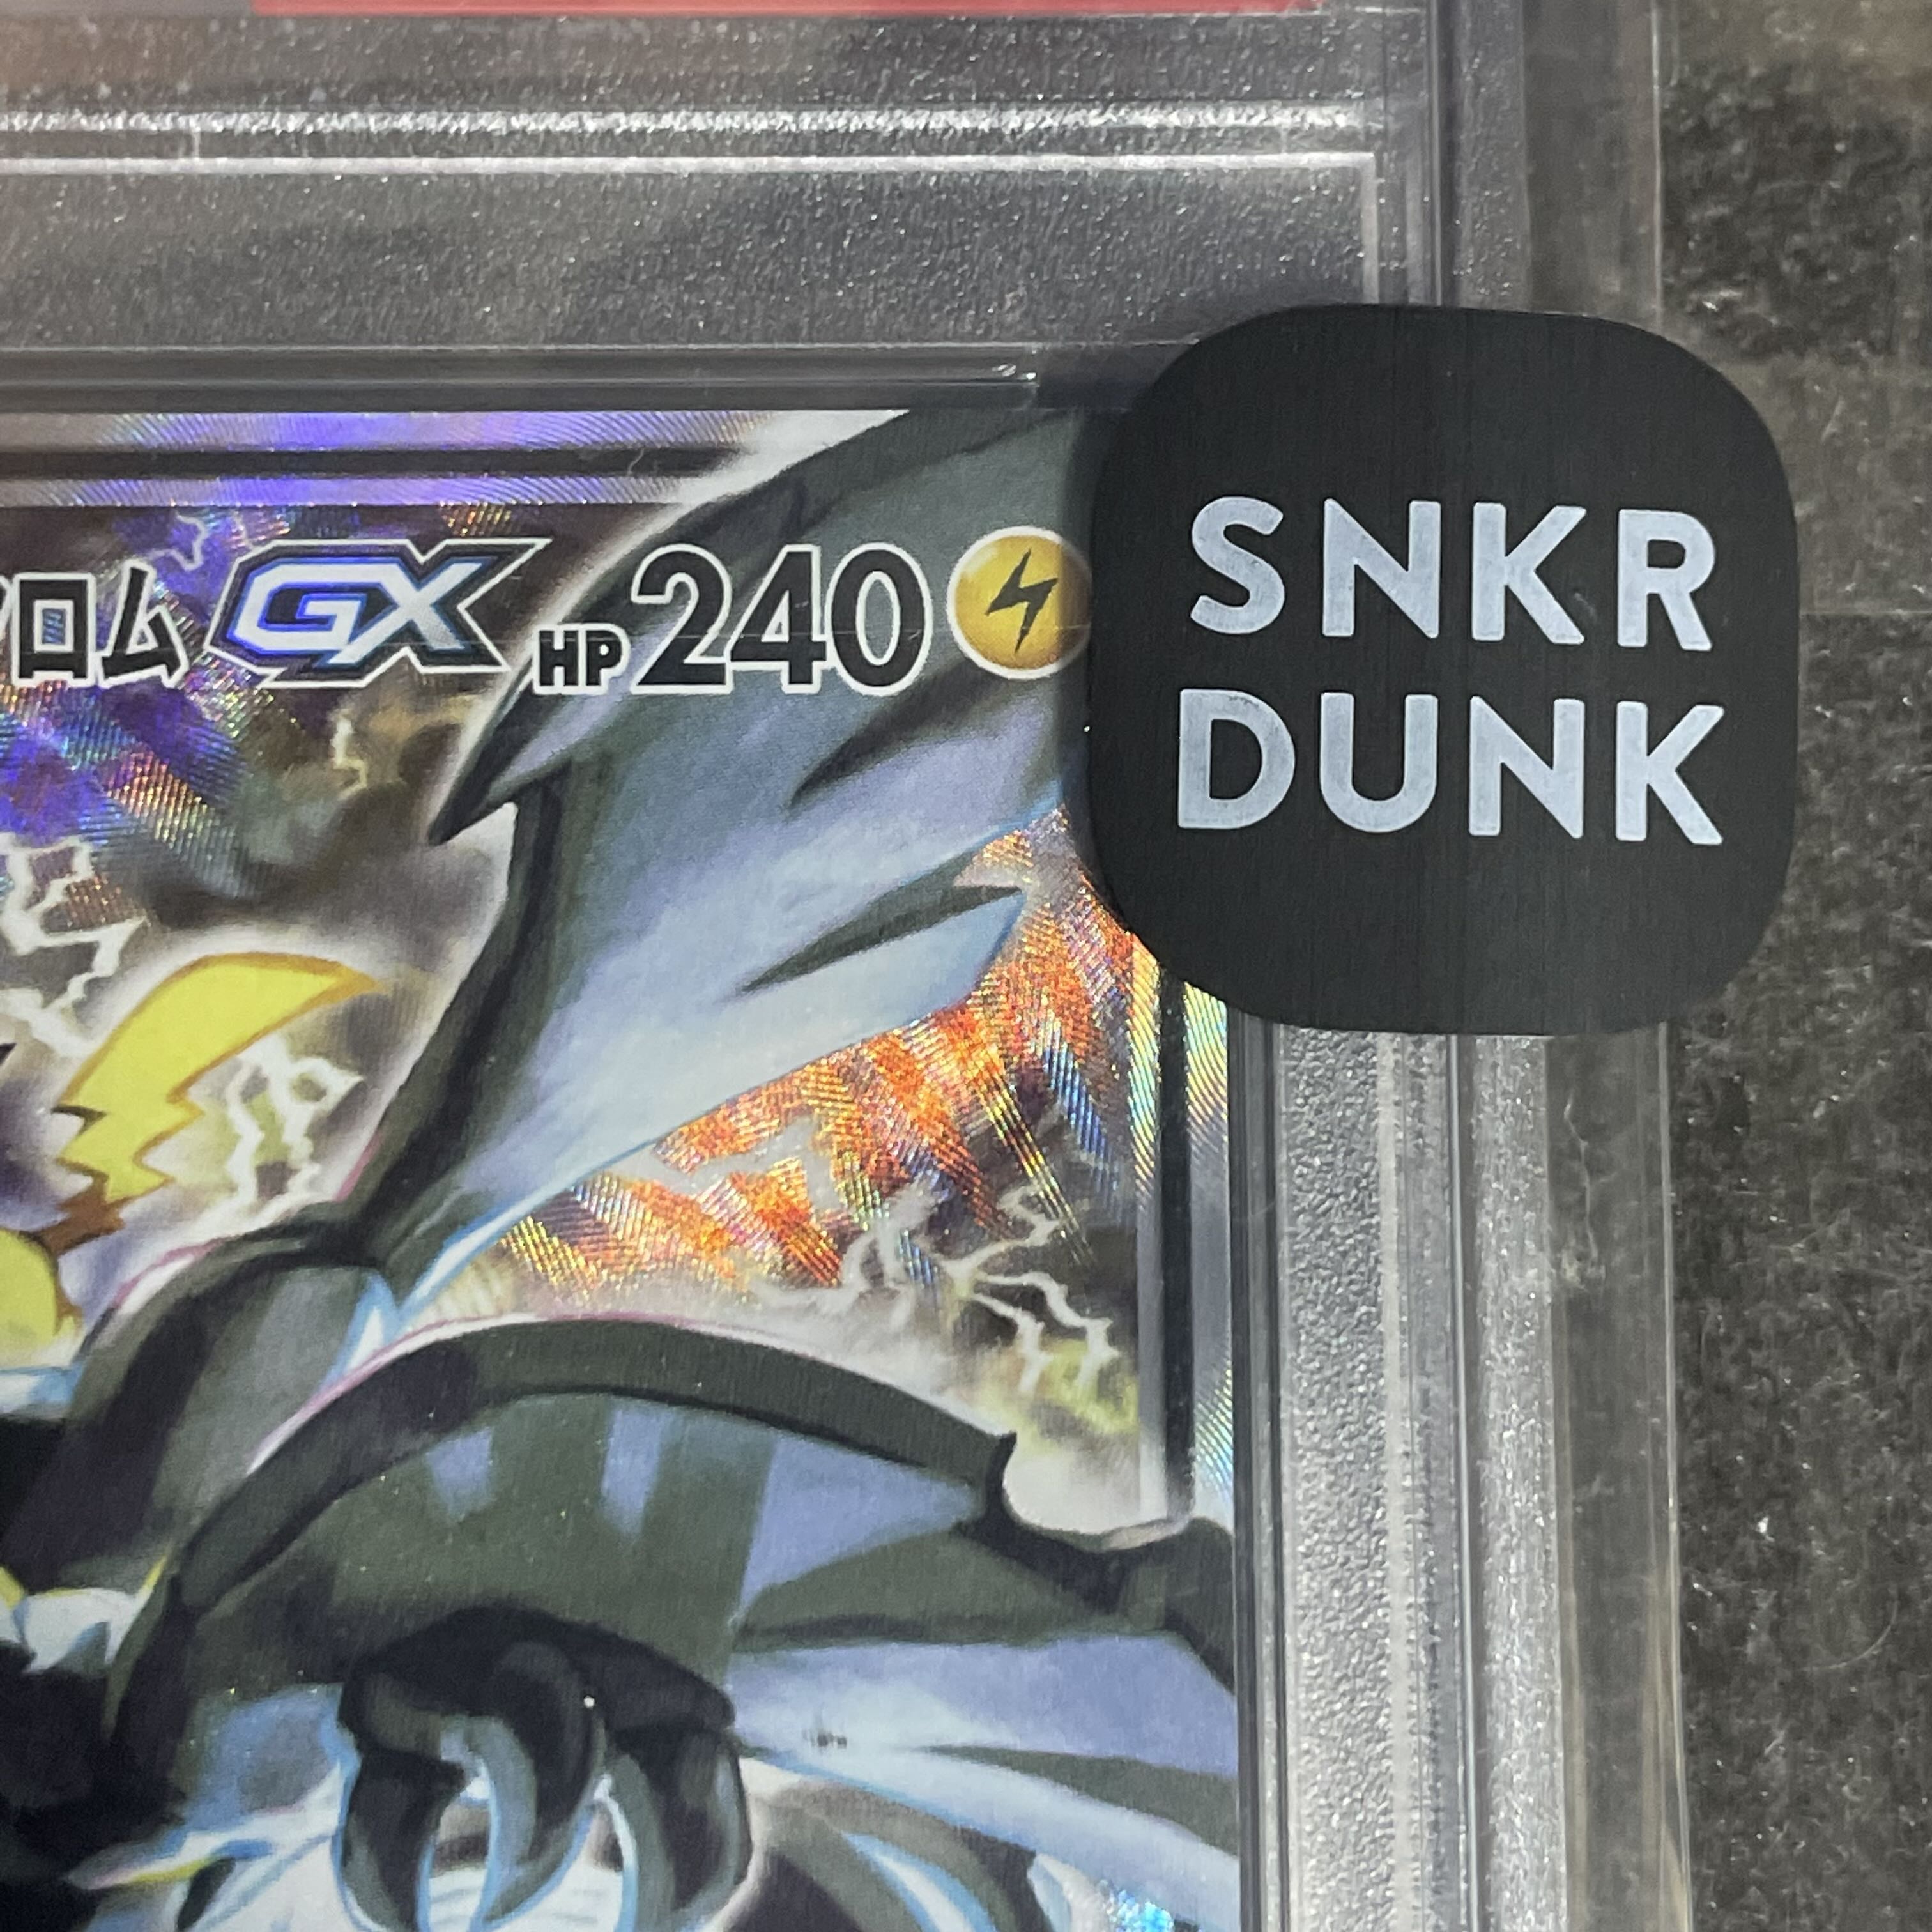 ロム GX HP 240
SNKR
DUNK